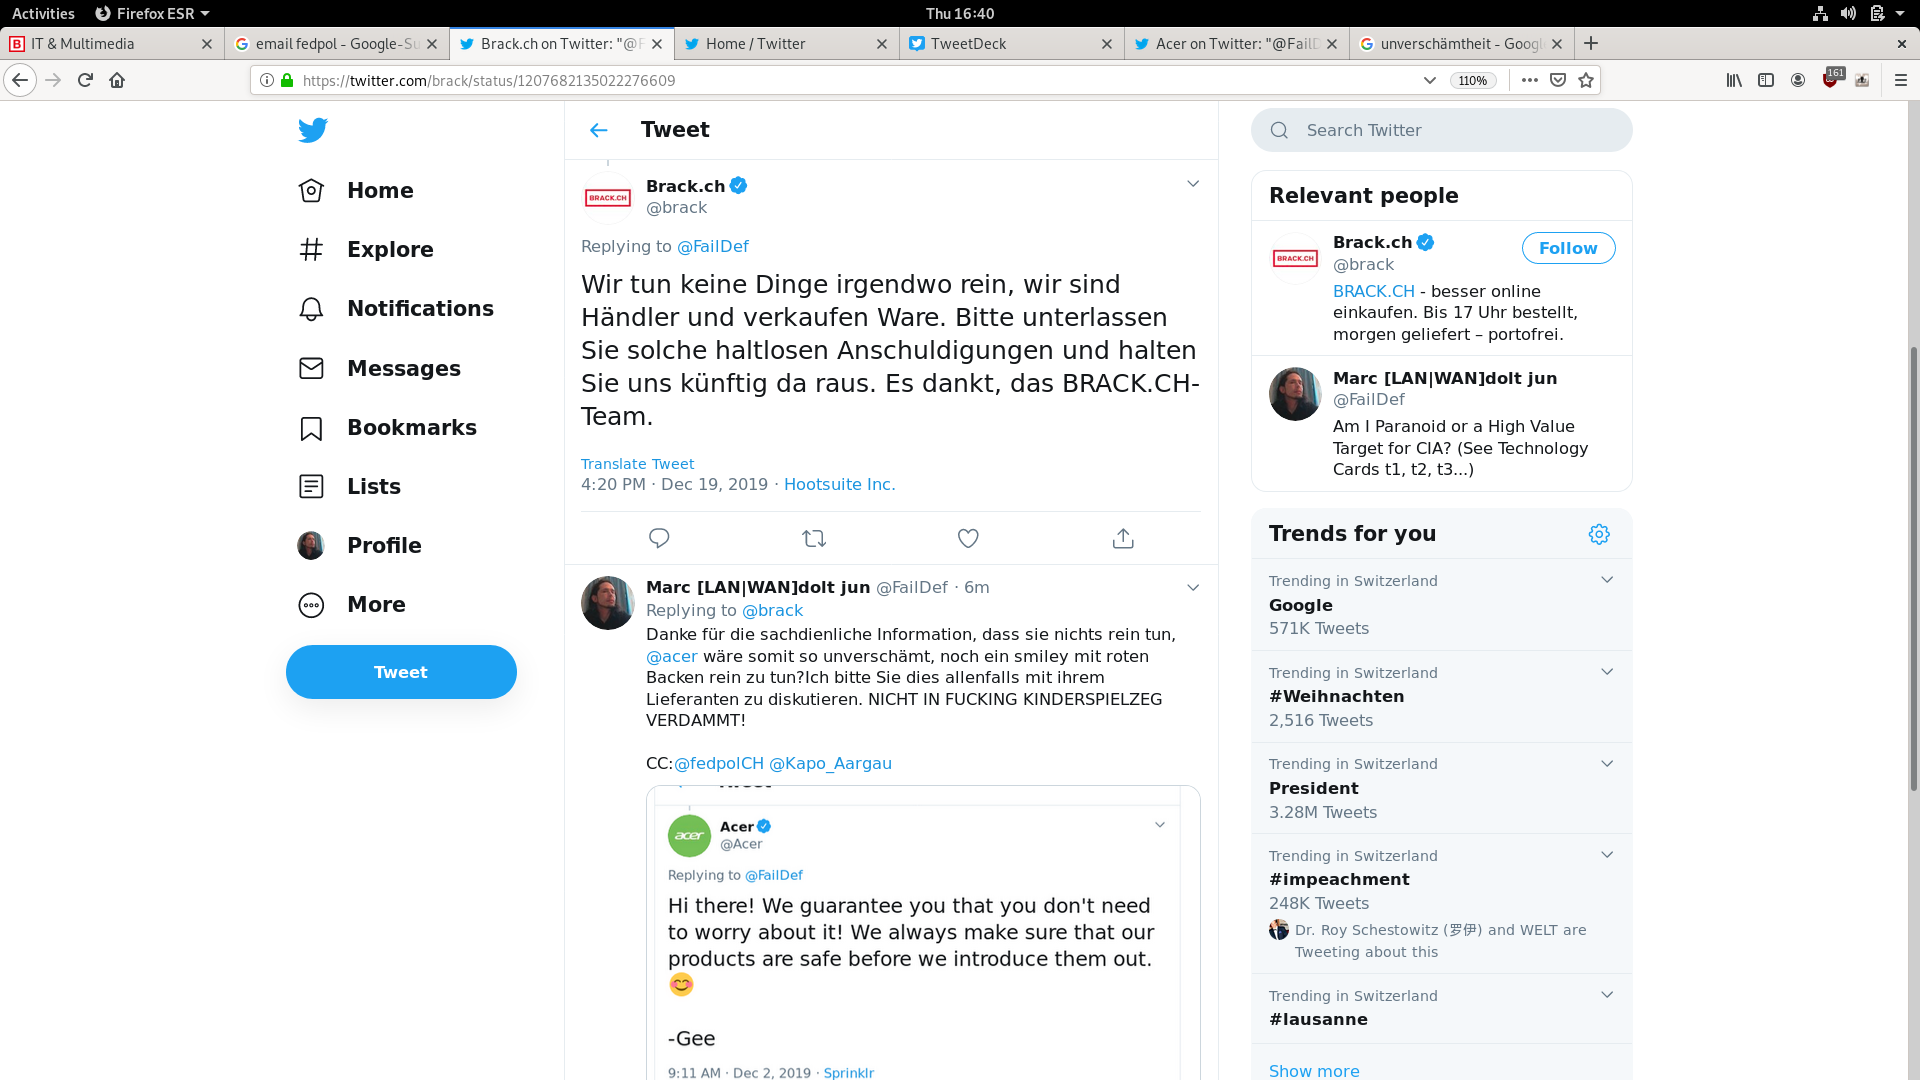 Activities
Firefox ESR
Thu 16:40
IT & Multimedia
email fedpol - Google-Su
Brack.ch on Twitter: "@F
Home / Twitter
TweetDeck
Acer on Twitter: "@FailD
unverschämtheit - Googl
https://twitter.com/brack/status/1207682135022276609
110%
161
Home
Explore
Notifications
Messages
Bookmarks
Lists
Profile
More
Tweet
Tweet
BRACK.CH
Brack.ch
@brack
Replying to @FailDef
Wir tun keine Dinge irgendwo rein, wir sind
Händler und verkaufen Ware. Bitte unterlassen
Sie solche haltlosen Anschuldigungen und halten
Sie uns künftig da raus. Es dankt, das BRACK.CH-
Team.
Translate Tweet
4:20 PM · Dec 19, 2019 · Hootsuite Inc.
Marc [LAN|WAN]dolt jun @FailDef · 6m
Replying to @brack
Danke für die sachdienliche Information, dass sie nichts rein tun,
@acer wäre somit so unverschämt, noch ein smiley mit roten
Backen rein zu tun?Ich bitte Sie dies allenfalls mit ihrem
Lieferanten zu diskutieren. NICHT IN FUCKING KINDERSPIELZEG
VERDAMMT!
CC:@fedpolCH @Kapo_Aargau
acer
Acer
@Acer
Replying to @FailDef
Hi there! We guarantee you that you don't need
to worry about it! We always make sure that our
products are safe before we introduce them out.
😊
-Gee
9:11 AM · Dec 2, 2019 · Sprinklr
Search Twitter
Relevant people
BRACK.CH
Brack.ch
@brack
Follow
BRACK.CH - besser online
einkaufen. Bis 17 Uhr bestellt,
morgen geliefert – portofrei.
Marc [LAN|WAN]dolt jun
@FailDef
Am I Paranoid or a High Value
Target for CIA? (See Technology
Cards t1, t2, t3...)
Trends for you
Trending in Switzerland
Google
571K Tweets
Trending in Switzerland
#Weihnachten
2,516 Tweets
Trending in Switzerland
President
3.28M Tweets
Trending in Switzerland
#impeachment
248K Tweets
Dr. Roy Schestowitz (罗伊) and WELT are
Tweeting about this
Trending in Switzerland
#lausanne
Show more